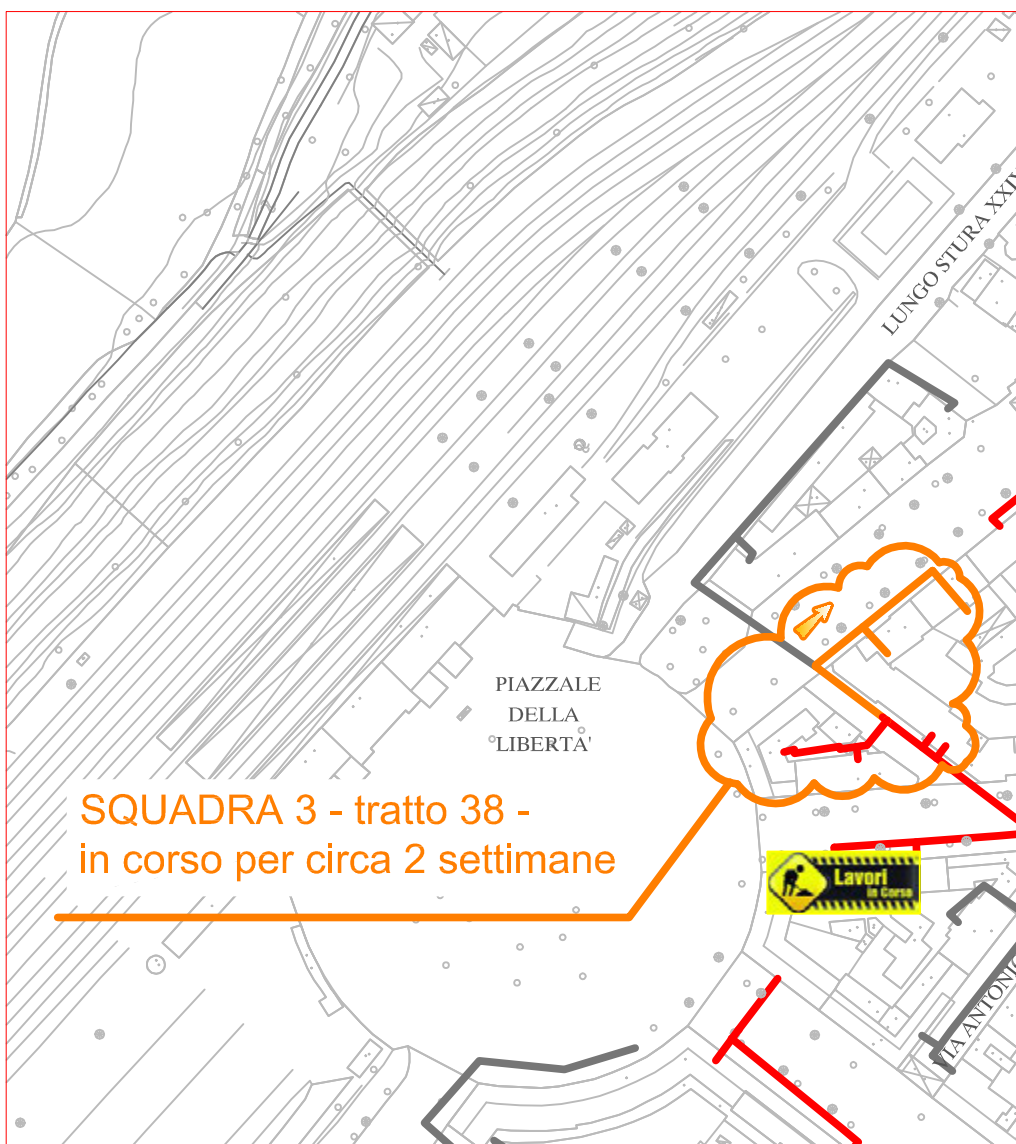 LUNGO STURA XXIV
PIAZZALE
DELLA
LIBERTA'
SQUADRA 3 - tratto 38 -
in corso per circa 2 settimane
Lavori
in Corso
VIA ANTONIO